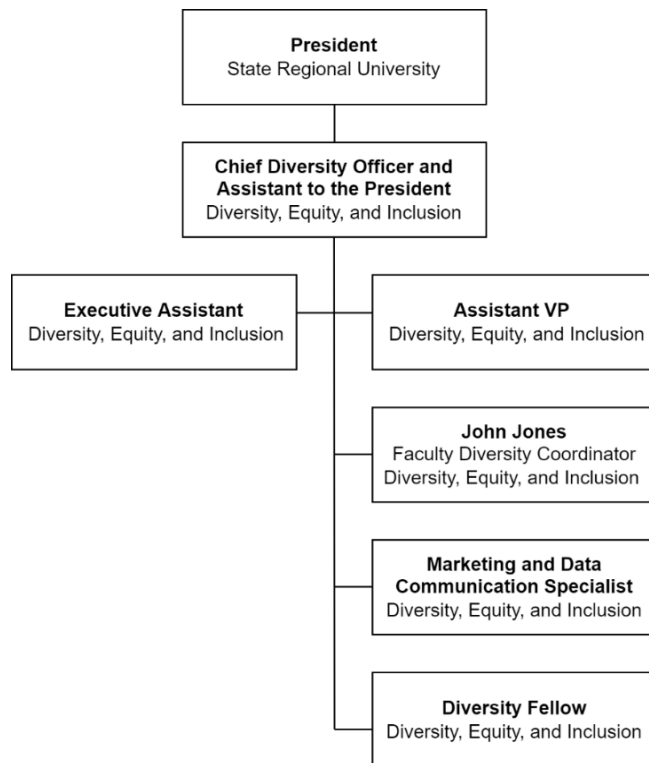 President
State Regional University
Chief Diversity Officer and
Assistant to the President
Diversity, Equity, and Inclusion
Executive Assistant
Diversity, Equity, and Inclusion
Assistant VP
Diversity, Equity, and Inclusion
John Jones
Faculty Diversity Coordinator
Diversity, Equity, and Inclusion
Marketing and Data
Communication Specialist
Diversity, Equity, and Inclusion
Diversity Fellow
Diversity, Equity, and Inclusion